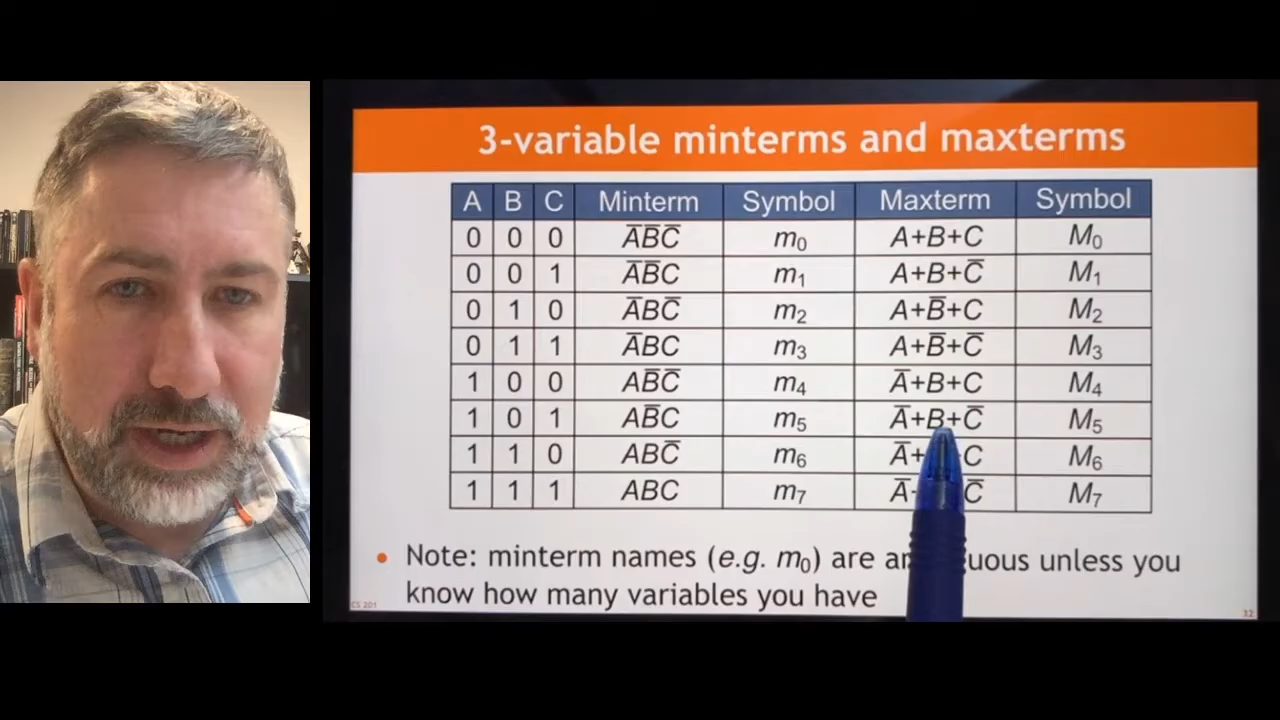 3-variable minterms and maxterms
A B C Minterm Symbol Maxterm Symbol
0 0 0 A̅B̅C̅ m₀ A+B+C M₀
0 0 1 A̅B̅C m₁ A+B+C̅ M₁
0 1 0 A̅BC̅ m₂ A+B̅+C M₂
0 1 1 A̅BC m₃ A+B̅+C̅ M₃
1 0 0 AB̅C̅ m₄ A̅+B+C M₄
1 0 1 AB̅C m₅ A̅+B+C̅ M₅
1 1 0 ABC̅ m₆ A̅+ C M₆
1 1 1 ABC m₇ A̅+ C̅ M₇
• Note: minterm names (e.g. m₀) are unless you
know how many variables you have
CS 201
32